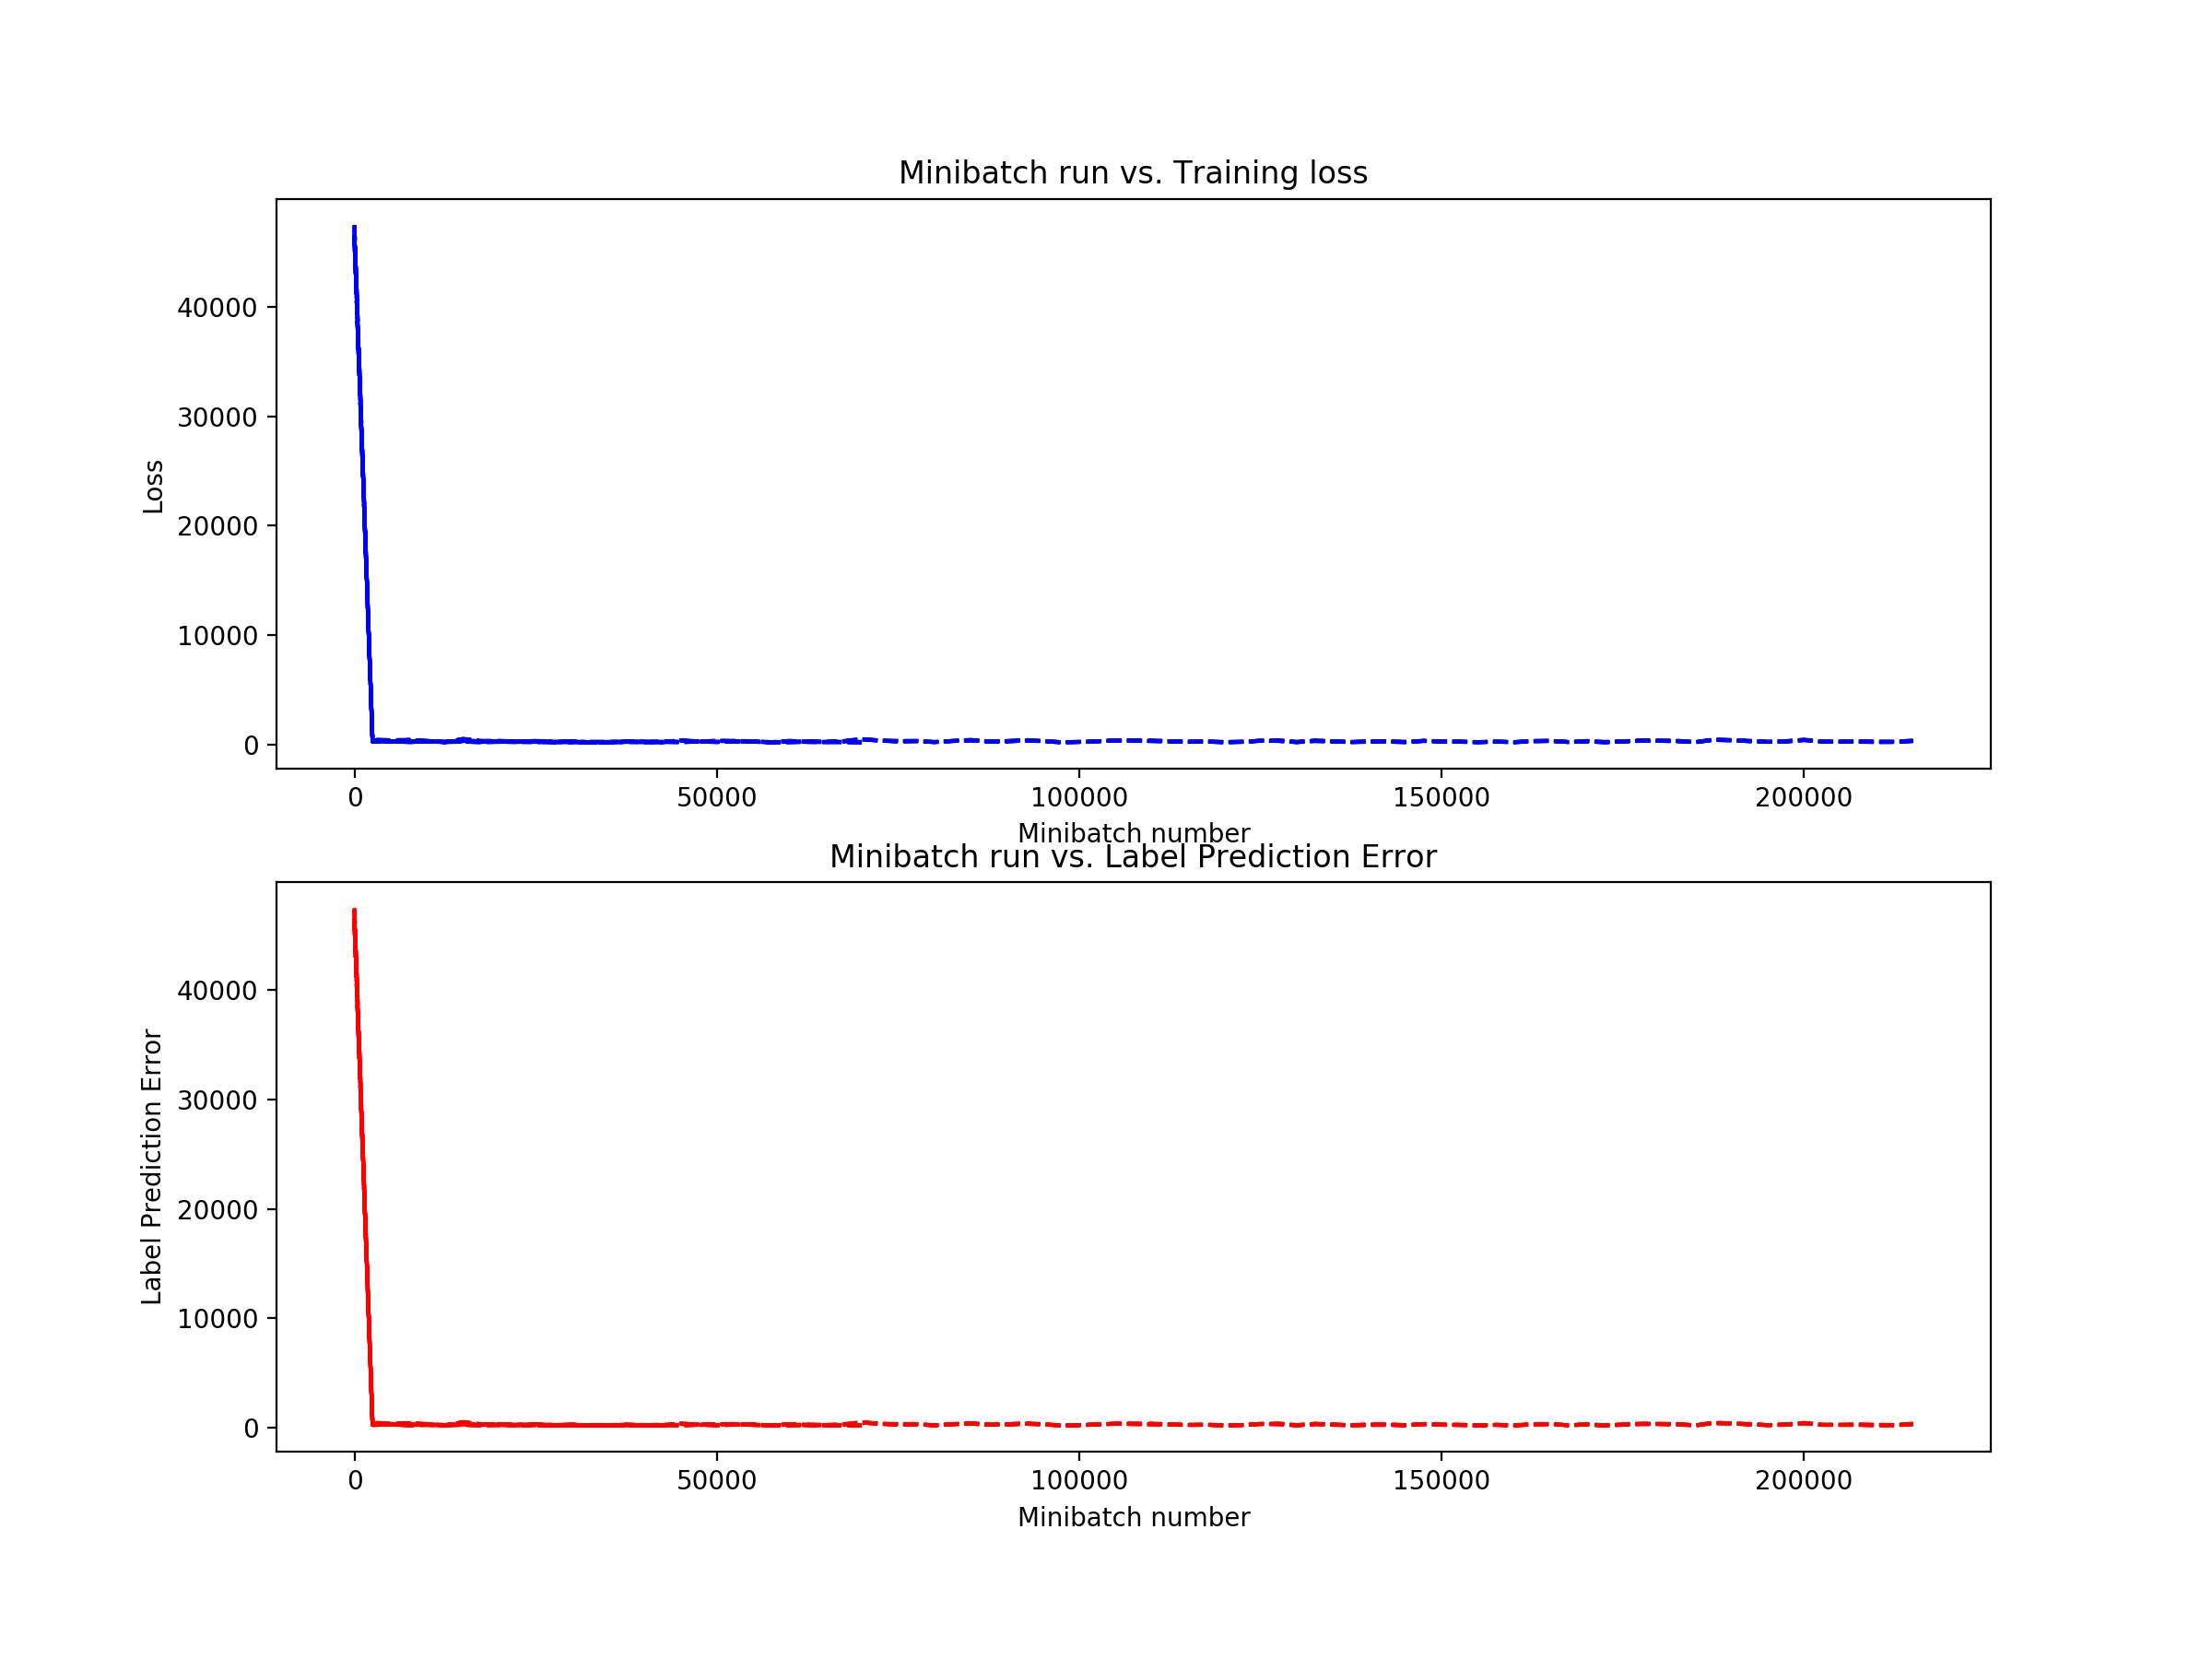 Minibatch run vs. Training loss
Loss
40000
30000
20000
10000
0
0 50000 100000 150000 200000
Minibatch number
Minibatch run vs. Label Prediction Error
Label Prediction Error
40000
30000
20000
10000
0
0 50000 100000 150000 200000
Minibatch number